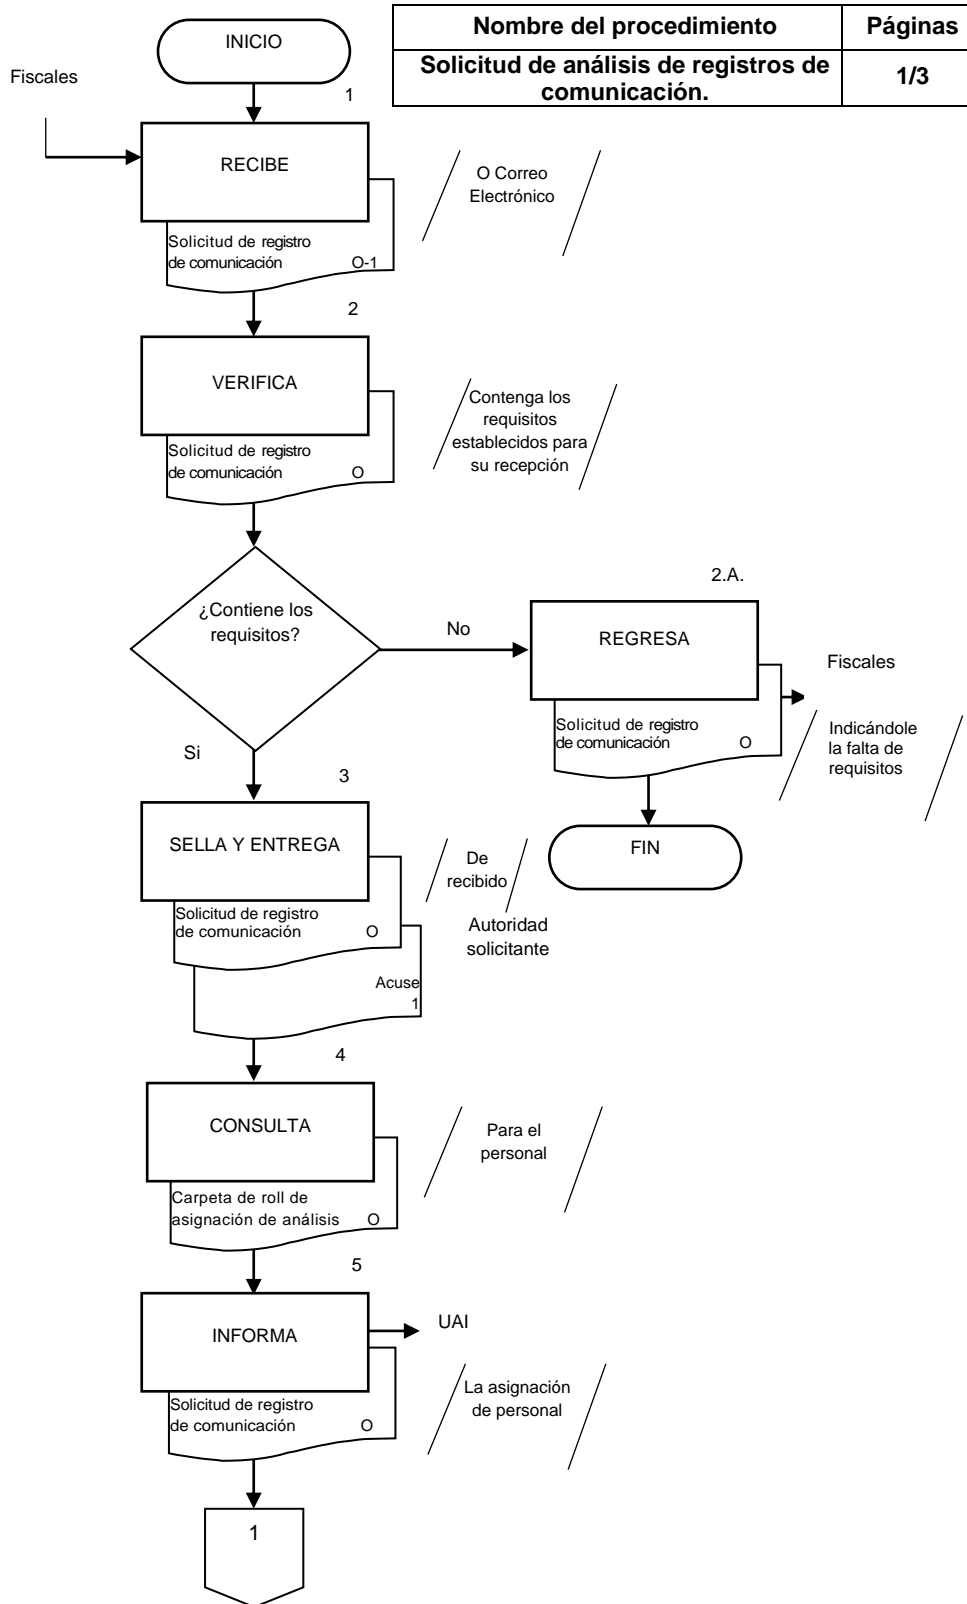 Nombre del procedimiento
Páginas
Solicitud de análisis de registros de
comunicación.
1/3
INICIO
Fiscales
1
RECIBE
O Correo
Electrónico
Solicitud de registro
de comunicación
O-1
2
VERIFICA
Contenga los
requisitos
establecidos para
su recepción
Solicitud de registro
de comunicación
O
¿Contiene los
requisitos?
No
2.A.
REGRESA
Fiscales
Solicitud de registro
de comunicación
O
Indicándole
la falta de
requisitos
FIN
Si
3
SELLA Y ENTREGA
De
recibido
Autoridad
solicitante
Solicitud de registro
de comunicación
O
Acuse
1
4
CONSULTA
Para el
personal
Carpeta de roll de
asignación de análisis
O
5
INFORMA
UAI
La asignación
de personal
Solicitud de registro
de comunicación
O
1